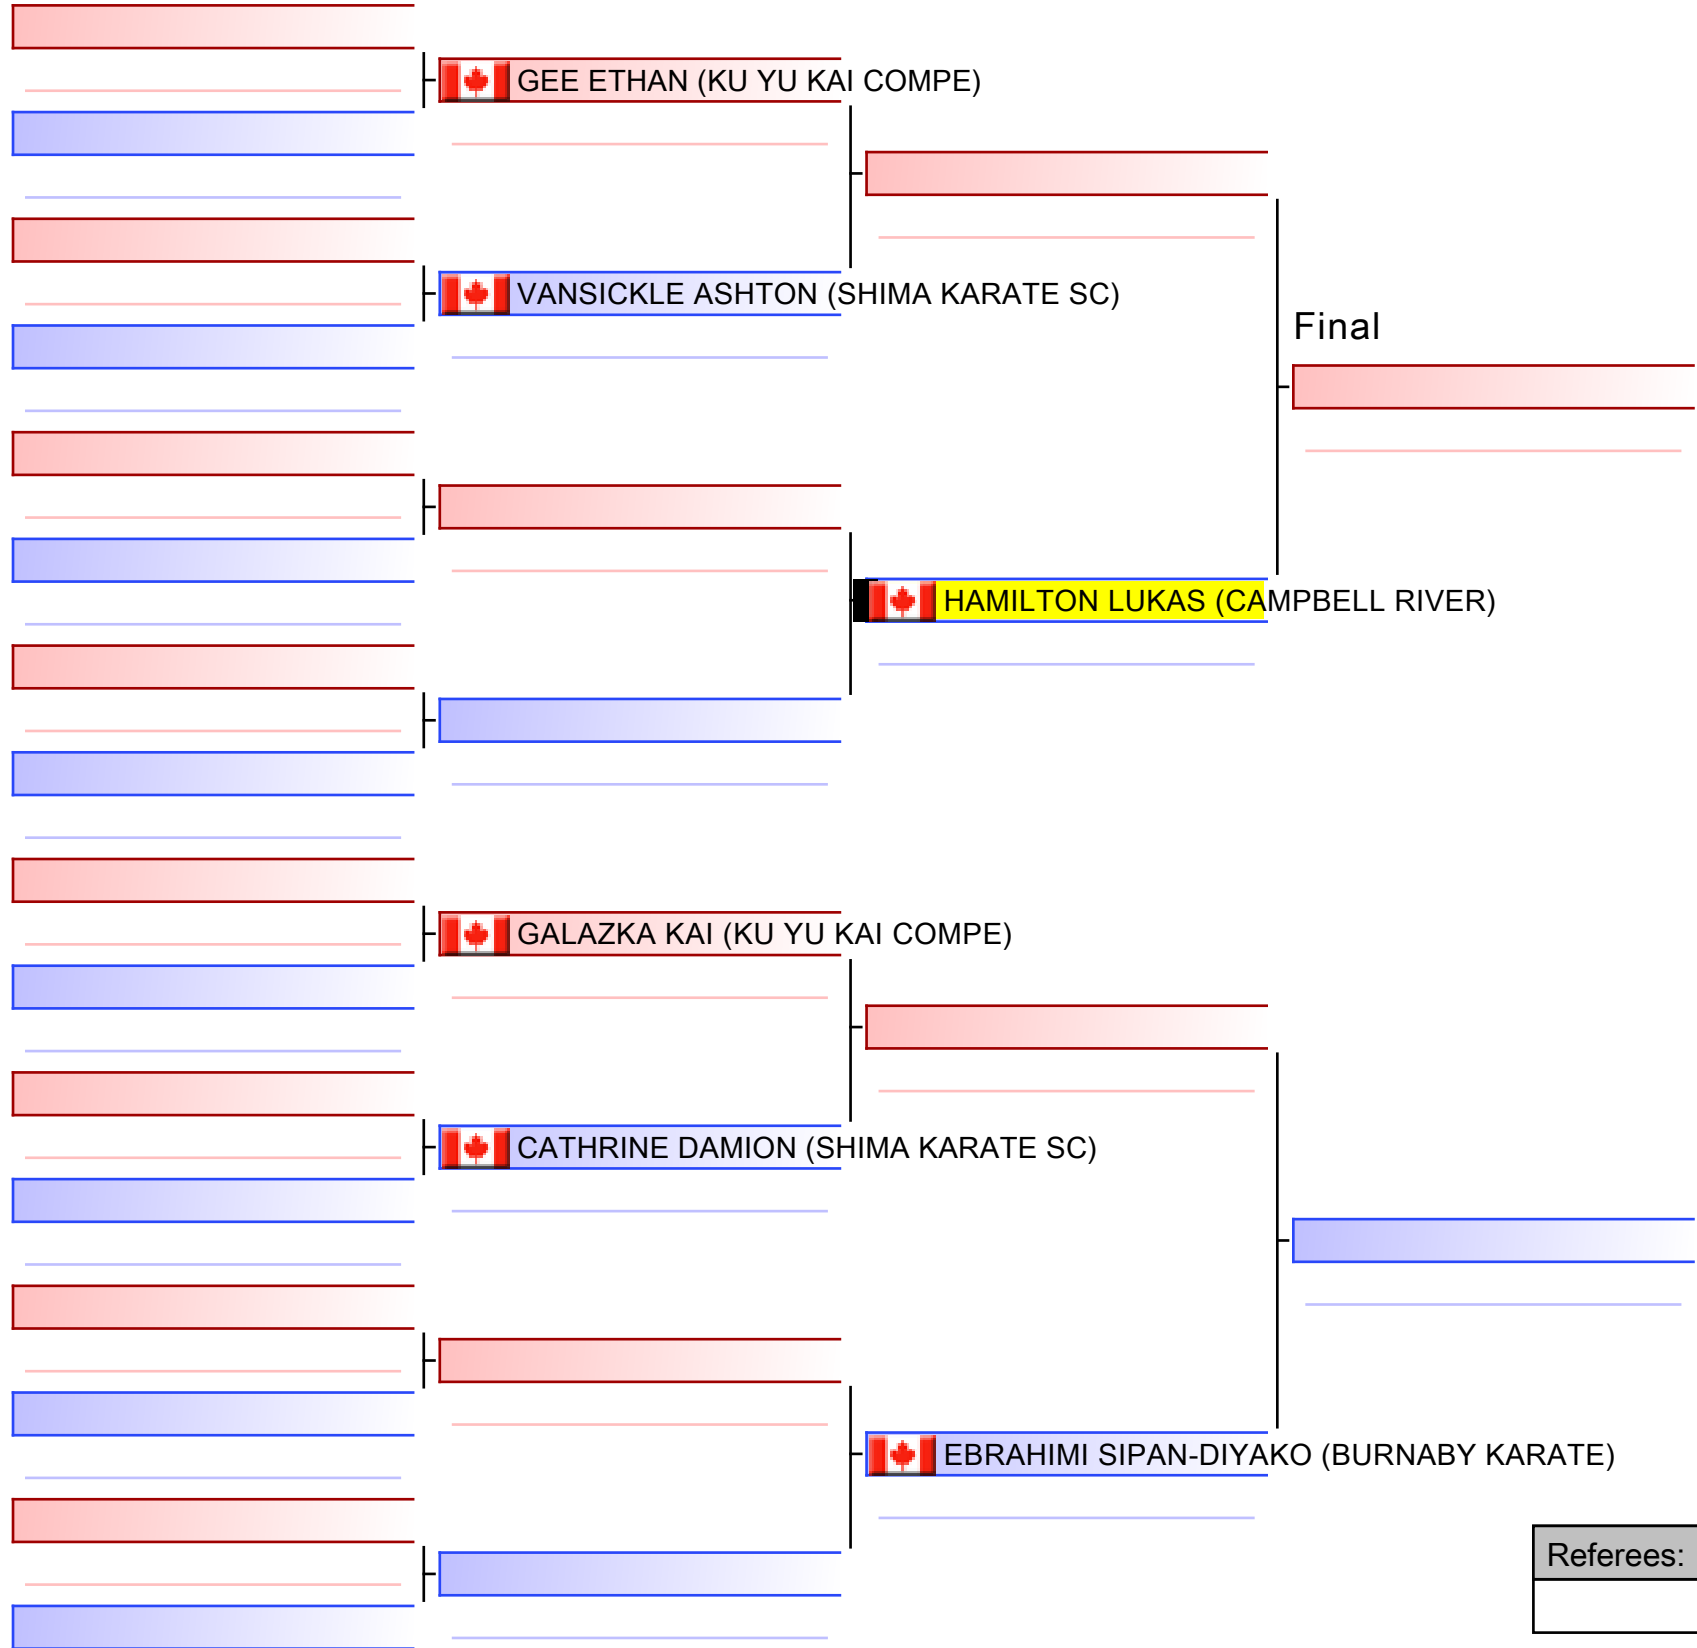 GEE ETHAN (KU YU KAI COMPE)
VANSICKLE ASHTON (SHIMA KARATE SC)
Final
HAMILTON LUKAS (CAMPBELL RIVER)
GALAZKA KAI (KU YU KAI COMPE)
CATHRINE DAMION (SHIMA KARATE SC)
EBRAHIMI SIPAN-DIYAKO (BURNABY KARATE)
Referees: